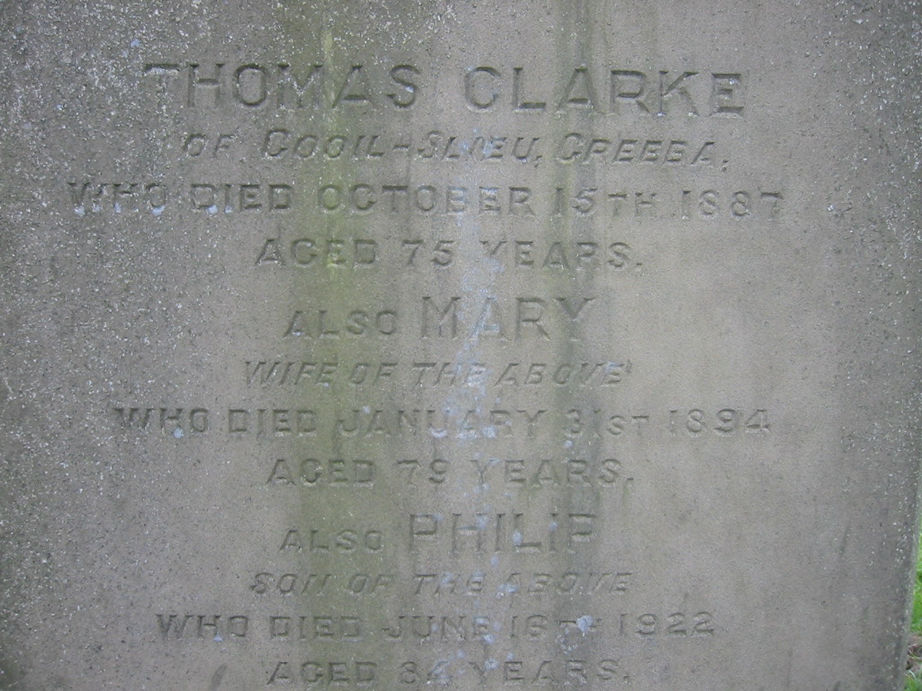 THOMAS CLARKE
OF COOIL-SLIEU, GREEBA,
WHO DIED OCTOBER 15TH 1887
AGED 75 YEARS.
ALSO MARY
WIFE OF THE ABOVE
WHO DIED JANUARY 31ST 1894
AGED 79 YEARS.
ALSO PHILIP
SON OF THE ABOVE
WHO DIED JUNE 16TH 1922
AGED 84 YEARS.